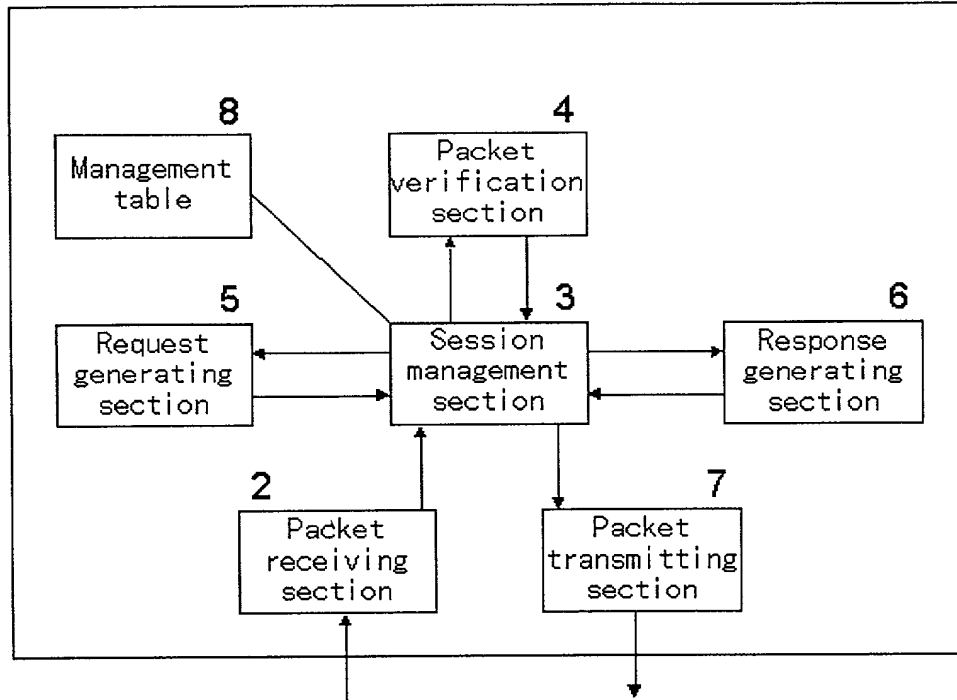 8
Management
table
4
Packet
verification
section
5
Request
generating
section
3
Session
management
section
6
Response
generating
section
2
Packet
receiving
section
7
Packet
transmitting
section